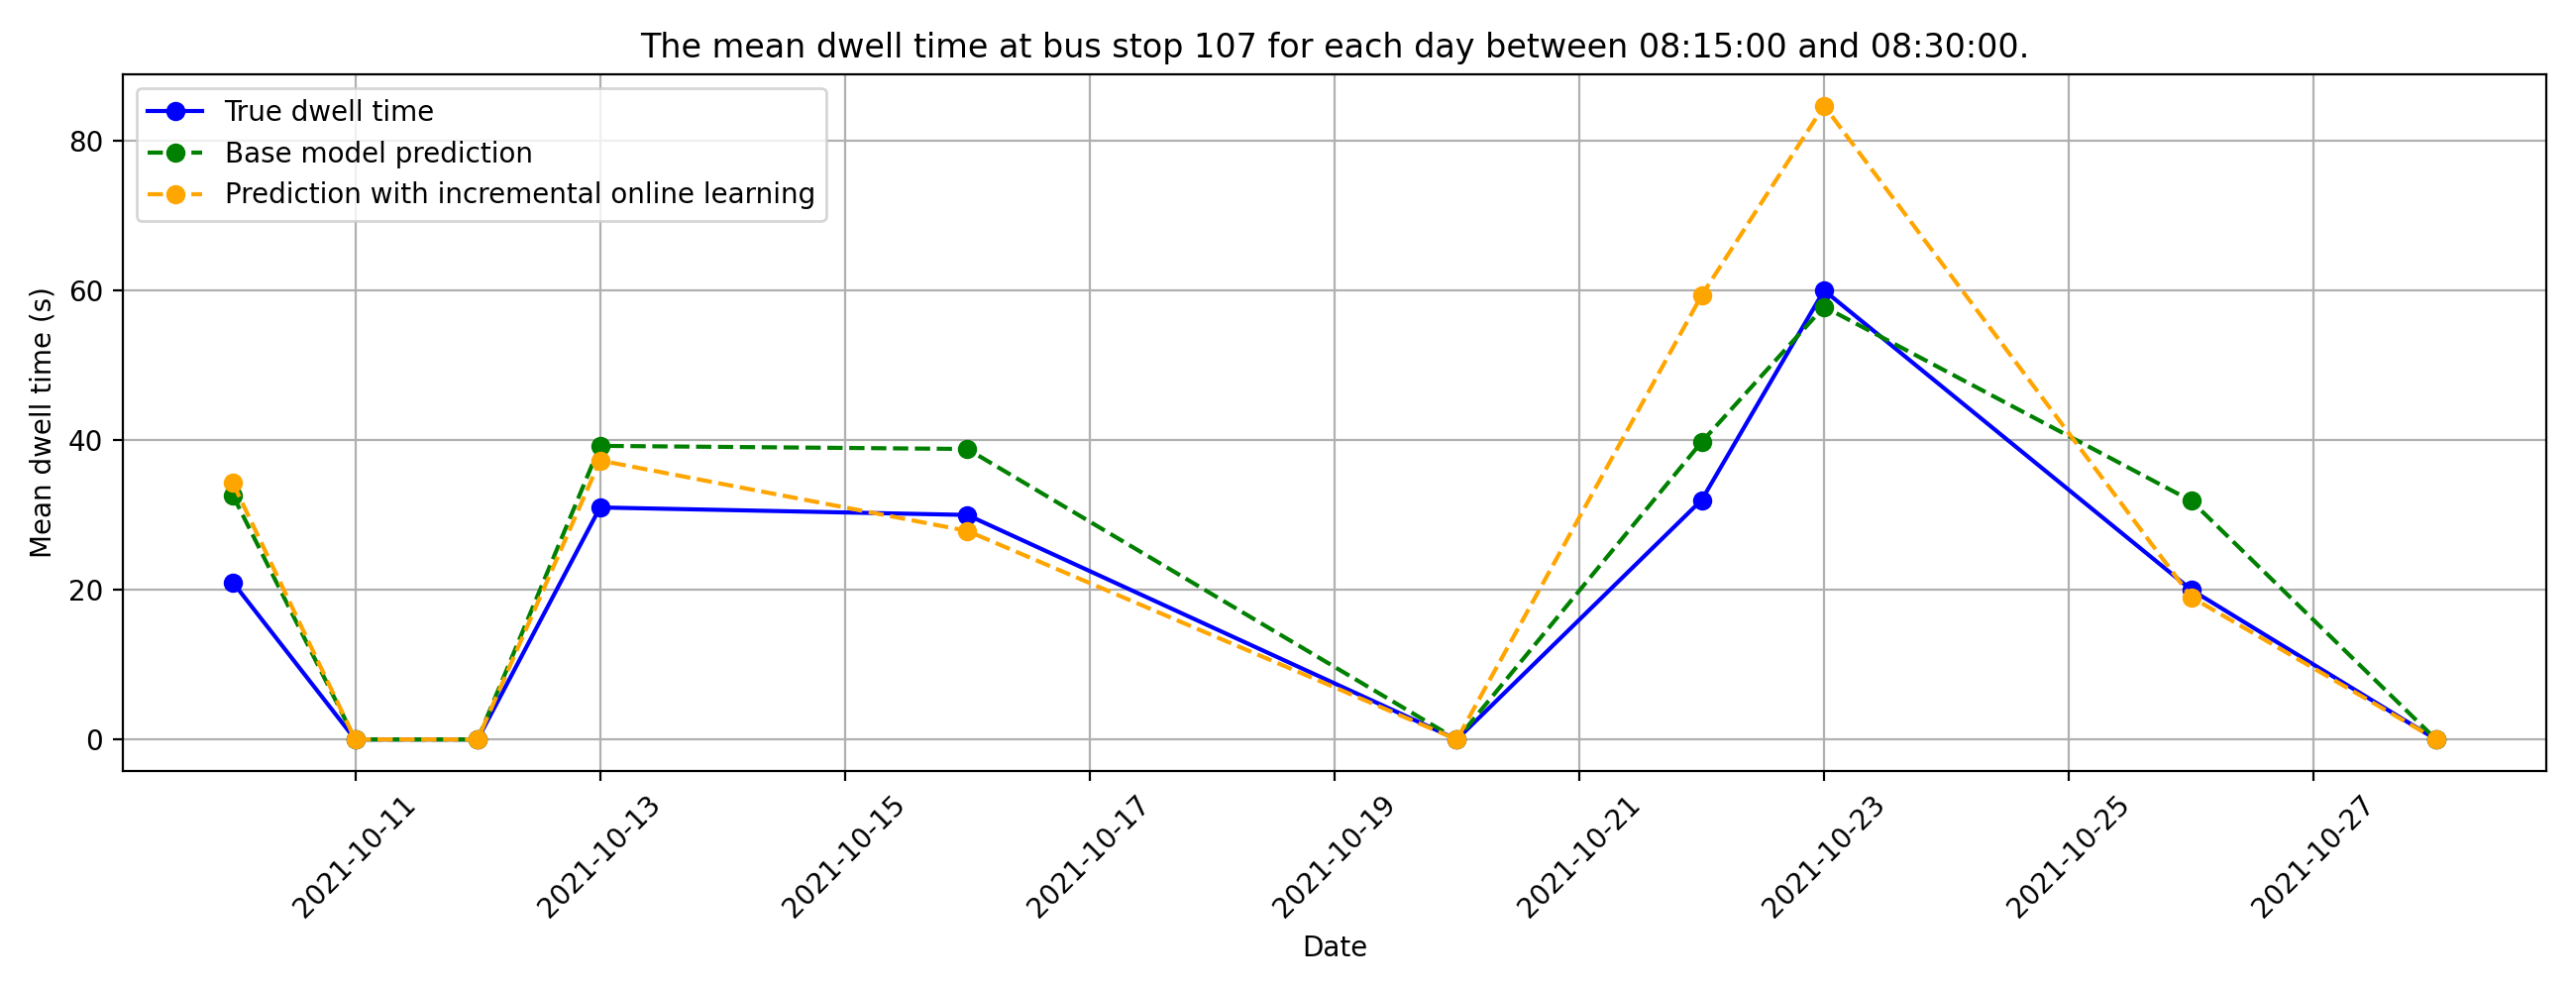 The mean dwell time at bus stop 107 for each day between 08:15:00 and 08:30:00.
True dwell time
Base model prediction
Prediction with incremental online learning
Mean dwell time (s)
80
60
40
20
0
2021-10-11
2021-10-13
2021-10-15
2021-10-17
2021-10-19
2021-10-21
2021-10-23
2021-10-25
2021-10-27
Date